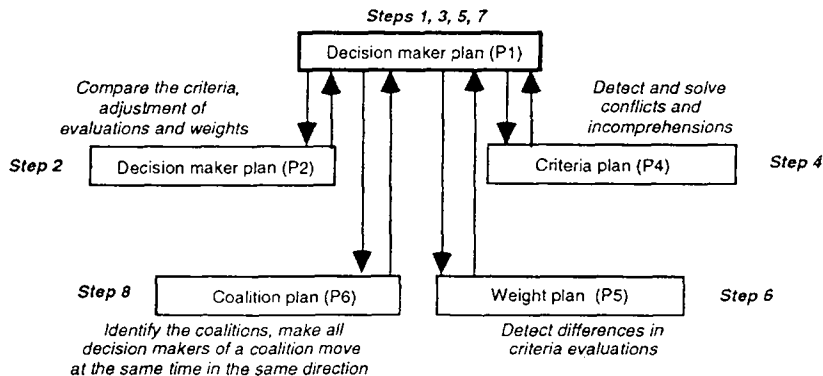 Steps 1, 3, 5, 7
Decision maker plan (P1)
Compare the criteria,
adjustment of
evaluations and weights
Detect and solve
conflicts and
incomprehensions
Step 2
Decision maker plan (P2)
Criteria plan (P4)
Step 4
Step 8
Coalition plan (P6)
Weight plan (P5)
Step 6
Identify the coalitions, make all
decision makers of a coalition move
at the same time in the same direction
Detect differences in
criteria evaluations